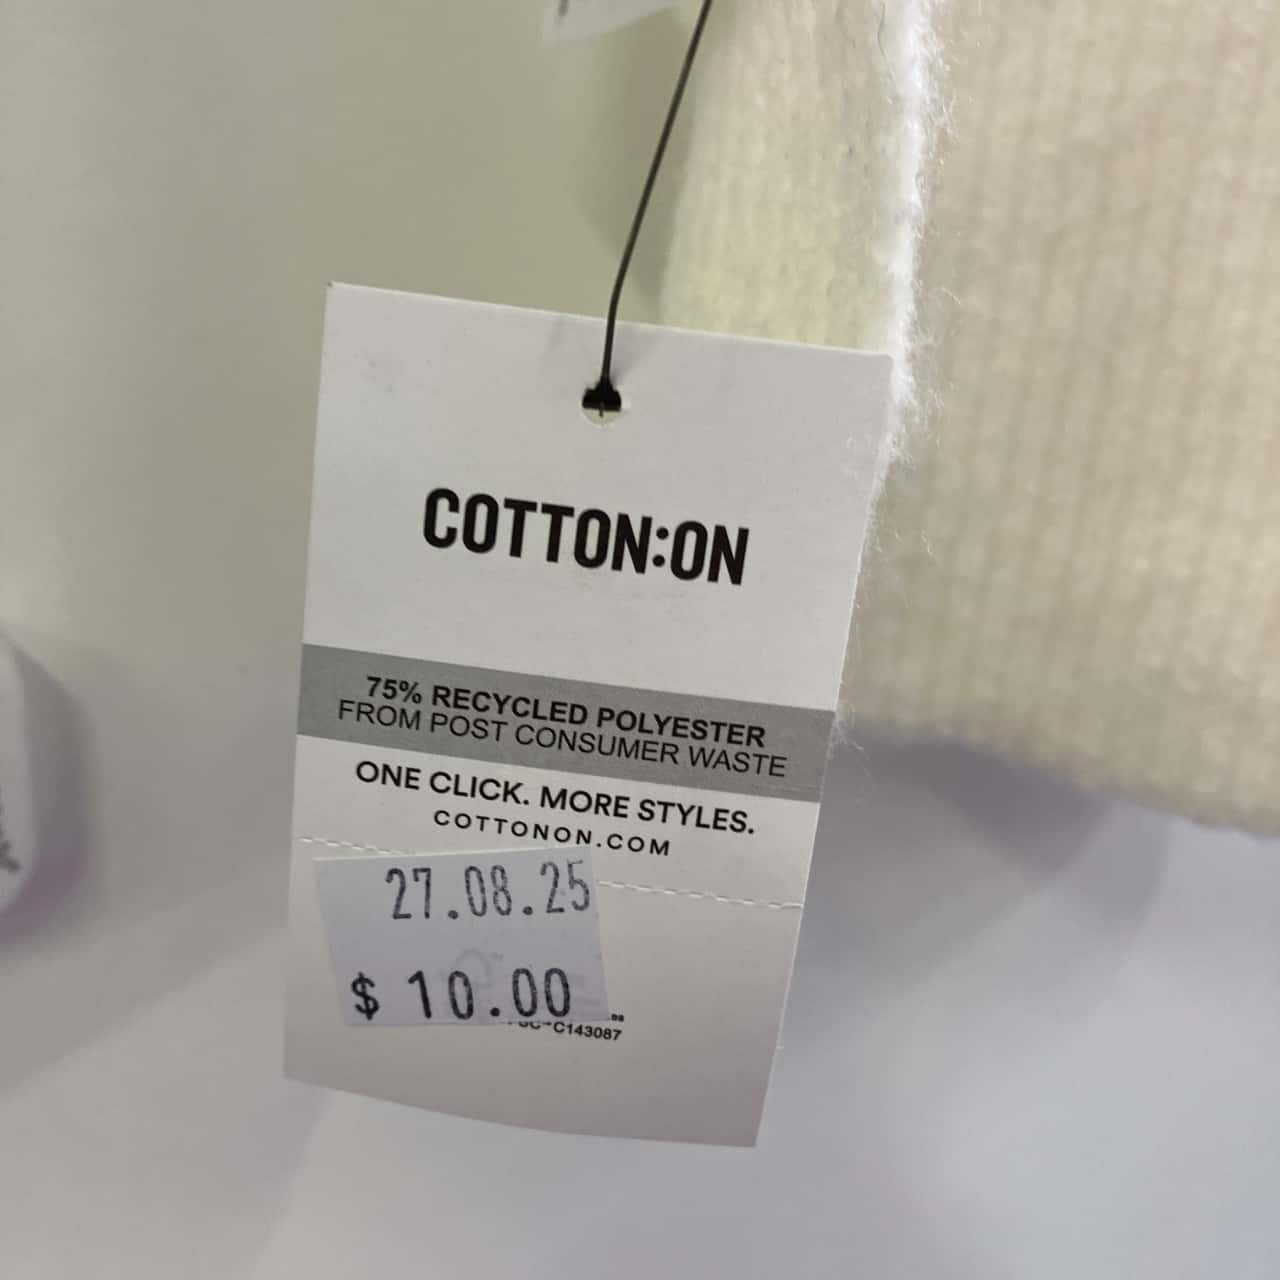 COTTON:ON
75% RECYCLED POLYESTER
FROM POST CONSUMER WASTE
ONE CLICK. MORE STYLES.
COTTONON.COM
27.08.25
$ 10.00
C143087